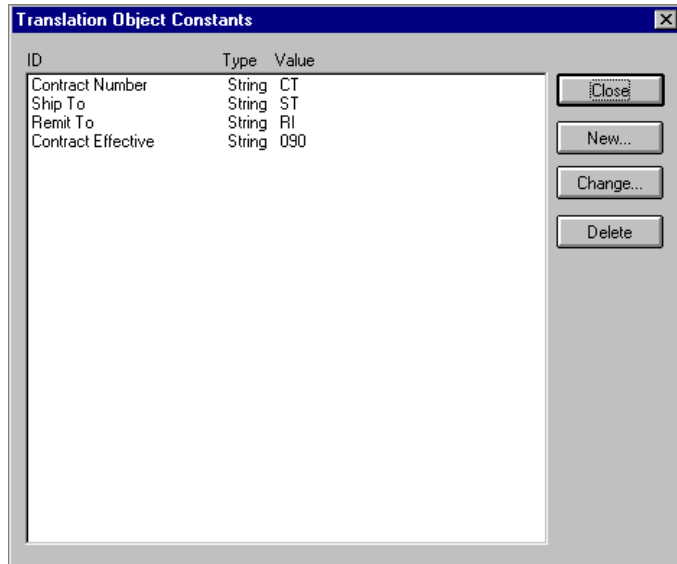 Translation Object Constants
ID Type Value
Contract Number String CT
Ship To String ST
Remit To String RI
Contract Effective String 090
Close
New...
Change...
Delete